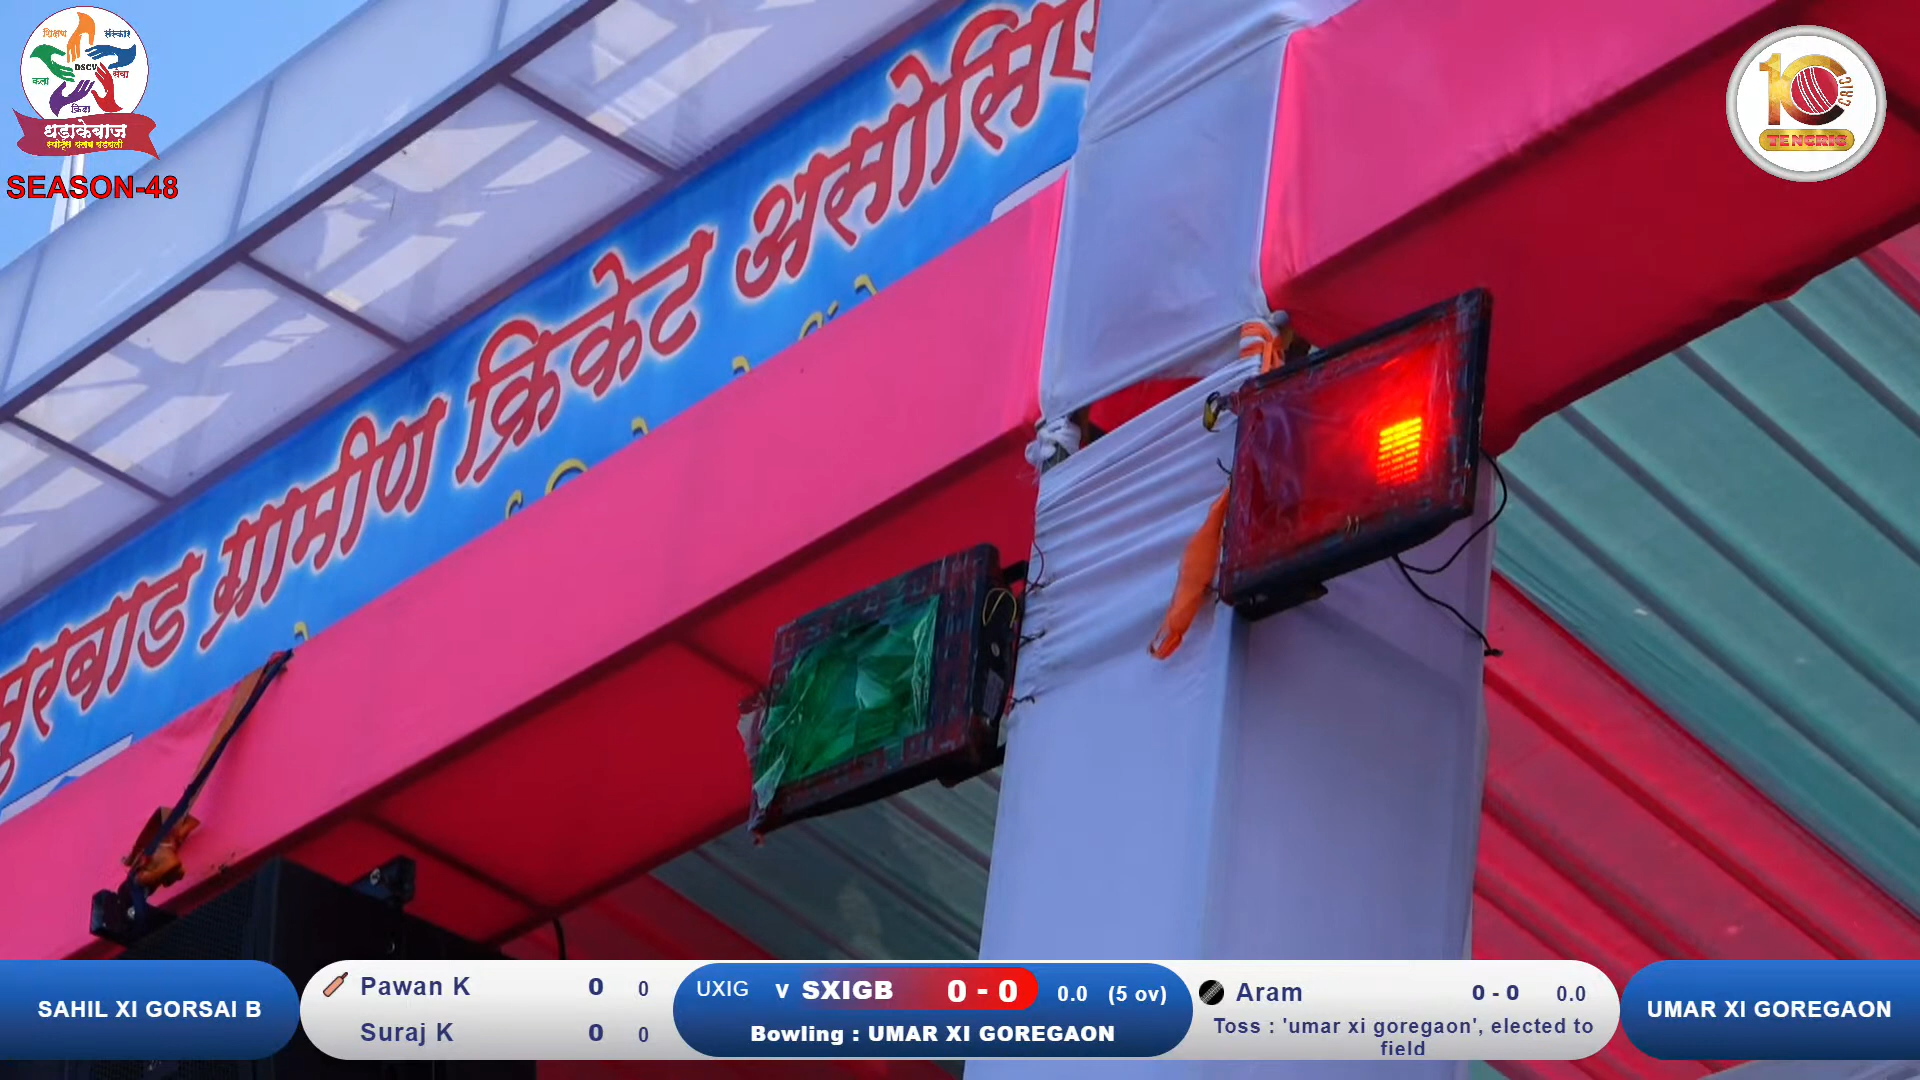 शिक्षण
संस्कार
कला
DSCV
सेवा
क्रिडा
धडाकेबाज
SEASON-48
10
CRIC
TENCRIC
मुरबाड ग्रामीण क्रिकेट असोसि
SAHIL XI GORSAI B
Pawan K 0 0
Suraj K 0 0
UXIG v SXIGB 0 - 0 0.0 (5 ov)
Bowling : UMAR XI GOREGAON
Aram 0 - 0 0.0
Toss : 'umar xi goregaon', elected to
field
UMAR XI GOREGAON